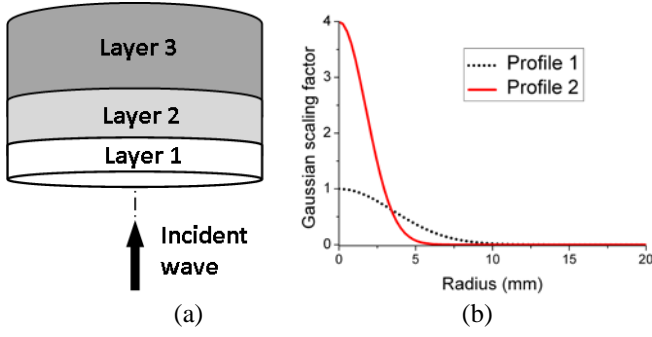 Layer 3
Layer 2
Layer 1
Incident
wave
(a)
Gaussian scaling factor
4
3
2
1
0
Profile 1
Profile 2
0
5
10
15
20
Radius (mm)
(b)